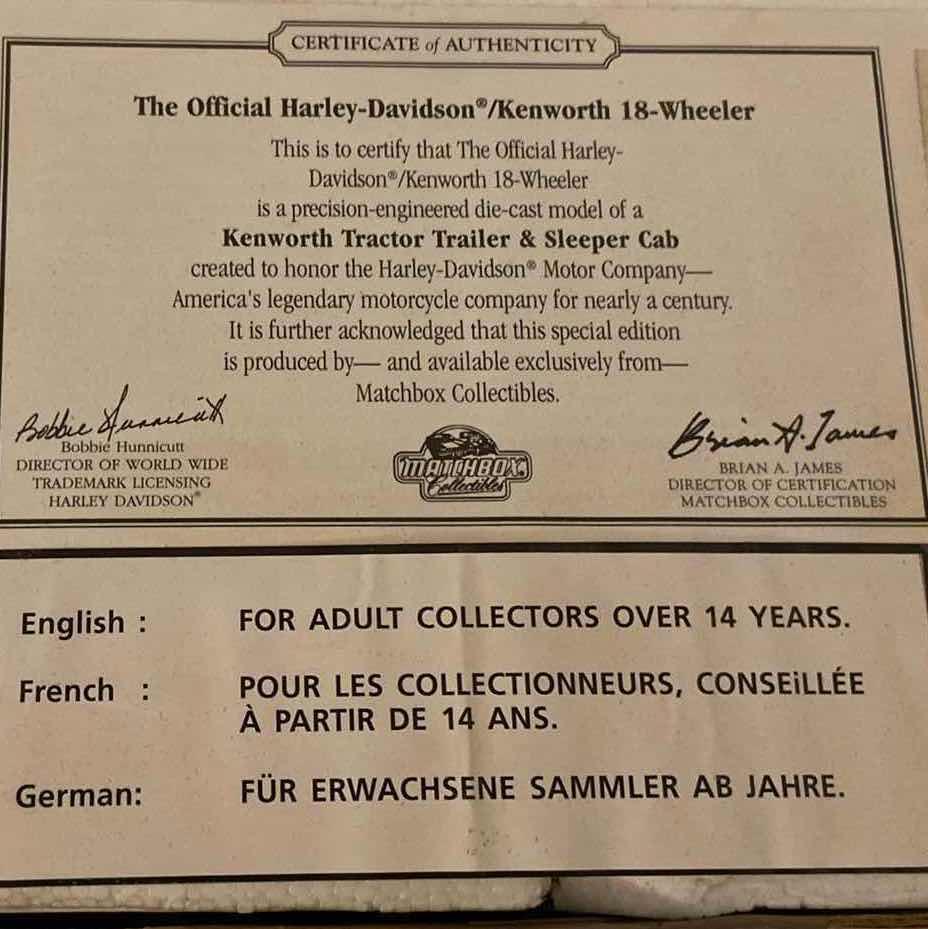 CERTIFICATE of AUTHENTICITY
The Official Harley-Davidson®/Kenworth 18-Wheeler
This is to certify that The Official Harley-
Davidson®/Kenworth 18-Wheeler
is a precision-engineered die-cast model of a
Kenworth Tractor Trailer & Sleeper Cab
created to honor the Harley-Davidson® Motor Company—
America's legendary motorcycle company for nearly a century.
It is further acknowledged that this special edition
is produced by— and available exclusively from—
Matchbox Collectibles.
Bobbie Hunnicutt
Bobbie Hunnicutt
DIRECTOR OF WORLD WIDE
TRADEMARK LICENSING
HARLEY DAVIDSON®
MATCHBOX
Collectibles
Brian A. James
BRIAN A. JAMES
DIRECTOR OF CERTIFICATION
MATCHBOX COLLECTIBLES
English : FOR ADULT COLLECTORS OVER 14 YEARS.
French : POUR LES COLLECTIONNEURS, CONSEiLLÉE
À PARTIR DE 14 ANS.
German: FÜR ERWACHSENE SAMMLER AB JAHRE.